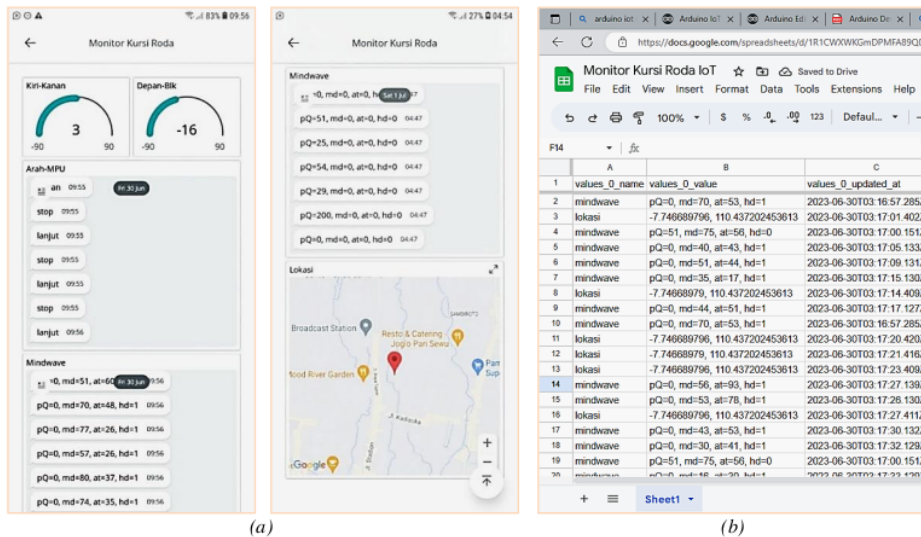 83% 09:56
Monitor Kursi Roda
Kiri-Kanan
3
-90 90
Depan-Blk
-16
-90 90
Arah-MPU
an 09:55
Fri 30 Jun
stop 09:55
lanjut 09:55
stop 09:55
lanjut 09:55
stop 09:55
lanjut 09:56
Mindwave
=0, md=51, at=60
Fri 30 Jun
9:56
pQ=0, md=70, at=48, hd=1 09:56
pQ=0, md=77, at=26, hd=1 09:56
pQ=0, md=57, at=26, hd=1 09:56
pQ=0, md=80, at=37, hd=1 09:56
pQ=0, md=74, at=35, hd=1 09:56
27% 04:54
Monitor Kursi Roda
Mindwave
=0, md=0, at=0, h
Sat 1 Jul
pQ=51, md=0, at=0, hd=0 04:47
pQ=25, md=0, at=0, hd=0 04:47
pQ=54, md=0, at=0, hd=0 04:47
pQ=29, md=0, at=0, hd=0 04:47
pQ=200, md=0, at=0, hd=0 04:47
pQ=0, md=0, at=0, hd=0 04:47
Lokasi
Broadcast Station
Resto & Catering
Joglo Pari Sewu
Mood River Garden
Pam
Sup
Jl. Kadisoka
Google
(a)
arduino iot
Arduino IoT
Arduino Edi
Arduino De
https://docs.google.com/spreadsheets/d/1R1CWXWKGmDPMFA89Q
Monitor Kursi Roda IoT Saved to Drive
File Edit View Insert Format Data Tools Extensions Help
100% $ % .0 .00 123 Defaul...
F14 fx
A B C
1 values_0_name values_0_value values_0_updated_at
2 mindwave pQ=0, md=70, at=53, hd=1 2023-06-30T03:16:57.285
3 lokasi -7.746689796, 110.437202453613 2023-06-30T03:17:01.402
4 mindwave pQ=51, md=75, at=56, hd=0 2023-06-30T03:17:00.151
5 mindwave pQ=0, md=40, at=43, hd=1 2023-06-30T03:17:05.133
6 mindwave pQ=0, md=51, at=44, hd=1 2023-06-30T03:17:09.131
7 mindwave pQ=0, md=35, at=17, hd=1 2023-06-30T03:17:15.130
8 lokasi -7.74668979, 110.437202453613 2023-06-30T03:17:14.409
9 mindwave pQ=0, md=44, at=51, hd=1 2023-06-30T03:17:17.127
10 mindwave pQ=0, md=70, at=53, hd=1 2023-06-30T03:16:57.285
11 lokasi -7.746689796, 110.437202453613 2023-06-30T03:17:20.420
12 lokasi -7.74668979, 110.437202453613 2023-06-30T03:17:21.416
13 lokasi -7.746689796, 110.437202453613 2023-06-30T03:17:23.409
14 mindwave pQ=0, md=56, at=93, hd=1 2023-06-30T03:17:27.139
15 mindwave pQ=0, md=53, at=78, hd=1 2023-06-30T03:17:26.130
16 lokasi -7.746689796, 110.437202453613 2023-06-30T03:17:27.411
17 mindwave pQ=0, md=43, at=53, hd=1 2023-06-30T03:17:30.132
18 mindwave pQ=0, md=30, at=41, hd=1 2023-06-30T03:17:32.129
19 mindwave pQ=51, md=75, at=56, hd=0 2023-06-30T03:17:00.151
Sheet1
(b)